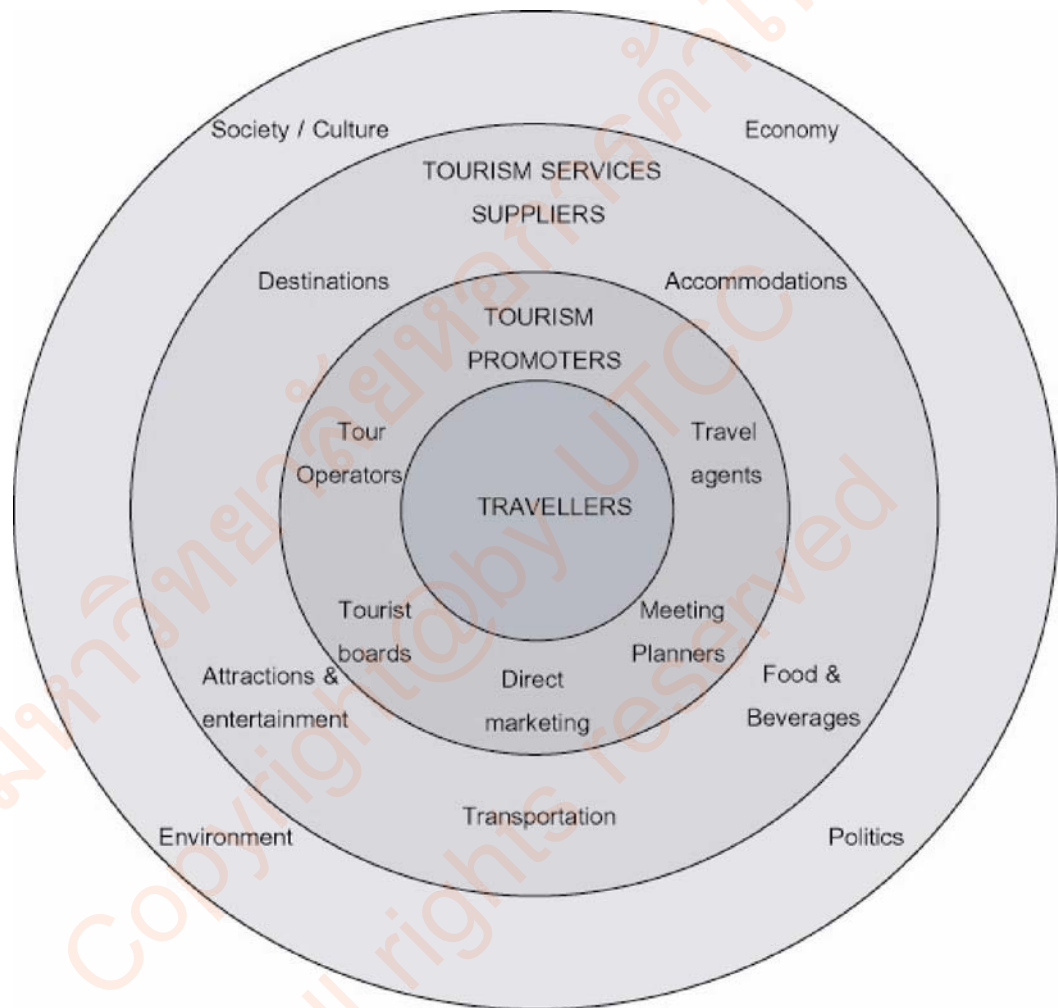 Society / Culture
Economy
TOURISM SERVICES
SUPPLIERS
Destinations
Accommodations
TOURISM
PROMOTERS
Tour
Operators
Travel
agents
TRAVELLERS
Tourist
boards
Meeting
Planners
Direct
marketing
Attractions &
entertainment
Food &
Beverages
Transportation
Environment
Politics
Copyright@by UTCC
All rights reserved